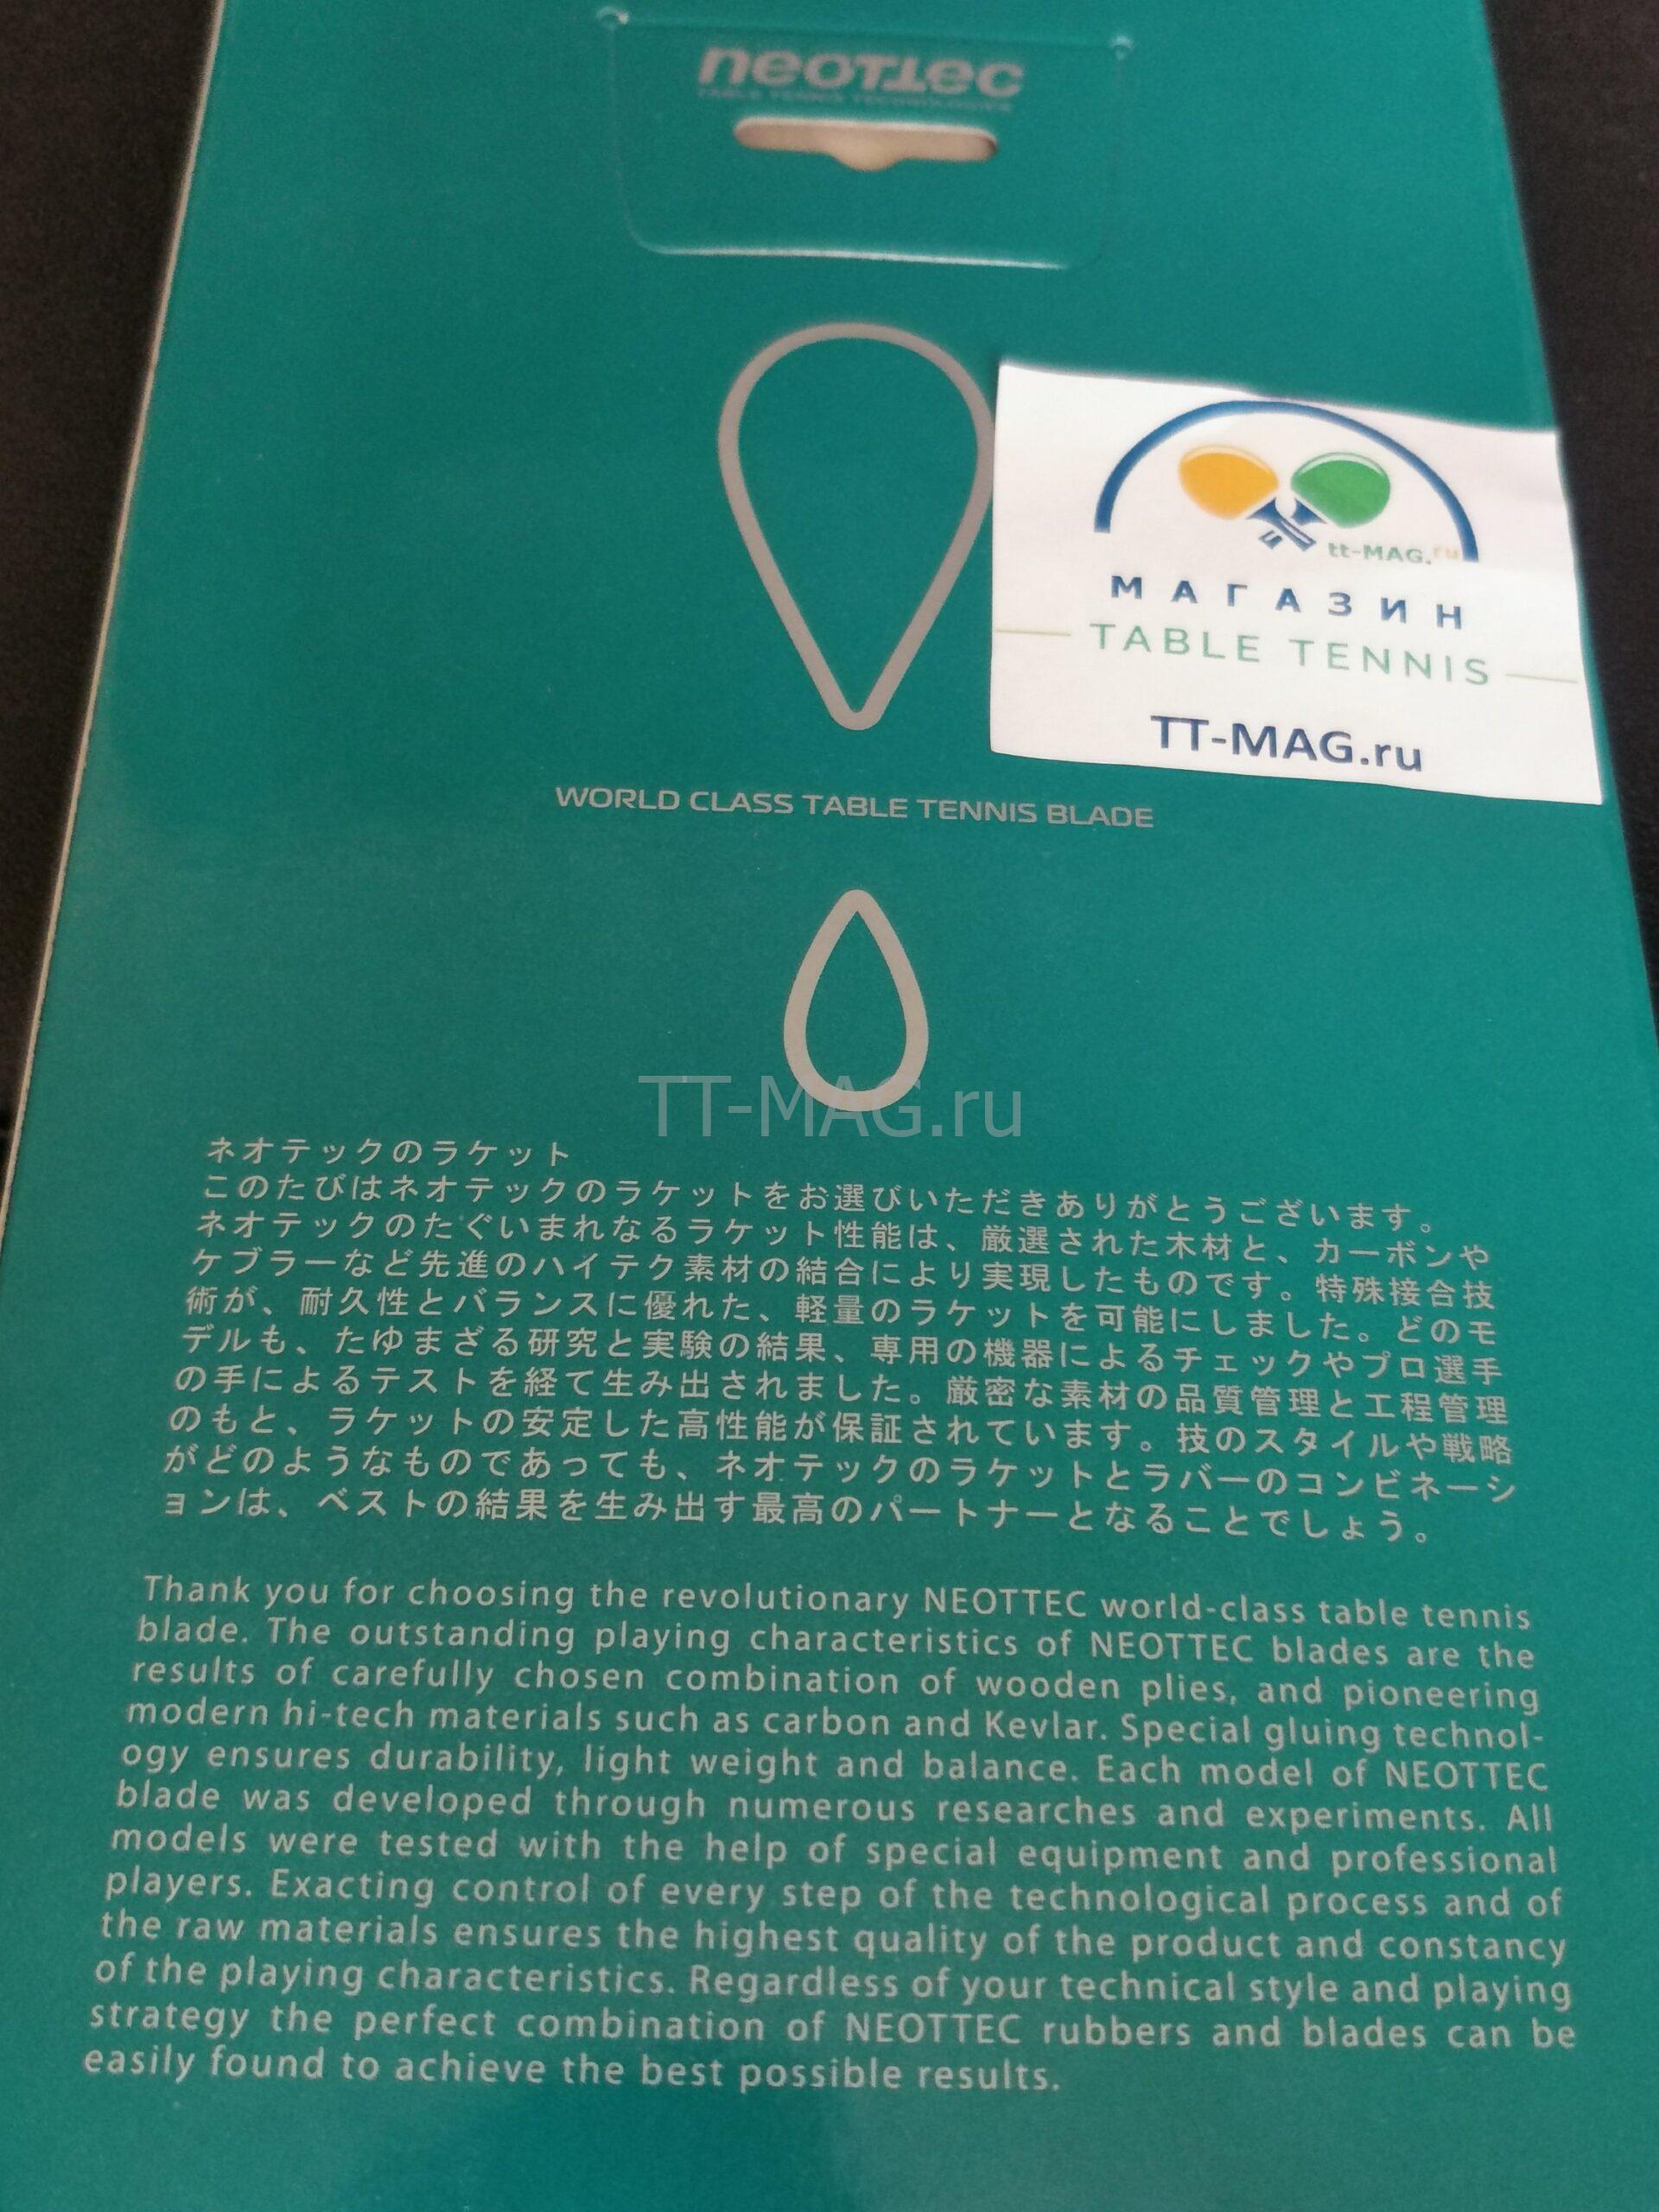 neoττec
TABLE TENNIS TECHNOLOGIES
tt-MAG.ru
МАГАЗИН
TABLE TENNIS
TT-MAG.ru
WORLD CLASS TABLE TENNIS BLADE
TT-MAG.ru
ネオテックのラケット
このたびはネオテックのラケットをお選びいただきありがとうございます。
ネオテックのたぐいまれなるラケット性能は、厳選された木材と、カーボンや
ケブラーなど先進のハイテク素材の結合により実現したものです。特殊接合技
術が、耐久性とバランスに優れた、軽量のラケットを可能にしました。どのモ
デルも、たゆまざる研究と実験の結果、専用の機器によるチェックやプロ選手
の手によるテストを経て生み出されました。厳密な素材の品質管理と工程管理
のもと、ラケットの安定した高性能が保証されています。技のスタイルや戦略
がどのようなものであっても、ネオテックのラケットとラバーのコンビネーシ
ョンは、ベストの結果を生み出す最高のパートナーとなることでしょう。
Thank you for choosing the revolutionary NEOTTEC world-class table tennis
blade. The outstanding playing characteristics of NEOTTEC blades are the
results of carefully chosen combination of wooden plies, and pioneering
modern hi-tech materials such as carbon and Kevlar. Special gluing technol-
ogy ensures durability, light weight and balance. Each model of NEOTTEC
blade was developed through numerous researches and experiments. All
models were tested with the help of special equipment and professional
players. Exacting control of every step of the technological process and of
the raw materials ensures the highest quality of the product and constancy
of the playing characteristics. Regardless of your technical style and playing
strategy the perfect combination of NEOTTEC rubbers and blades can be
easily found to achieve the best possible results.